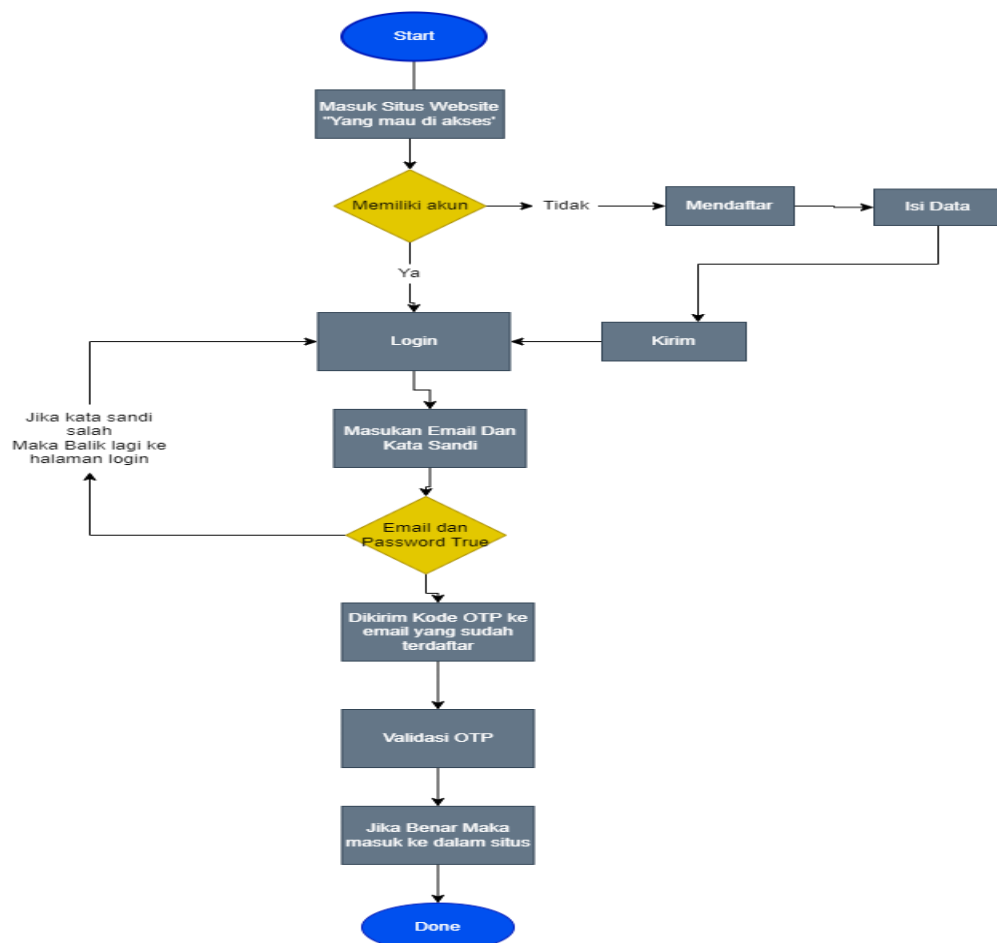 Start
Masuk Situs Website
"Yang mau di akses'
Memiliki akun
Tidak
Mendaftar
Isi Data
Ya
Login
Kirim
Jika kata sandi
salah
Maka Balik lagi ke
halaman login
Masukan Email Dan
Kata Sandi
Email dan
Password True
Dikirim Kode OTP ke
email yang sudah
terdaftar
Validasi OTP
Jika Benar Maka
masuk ke dalam situs
Done